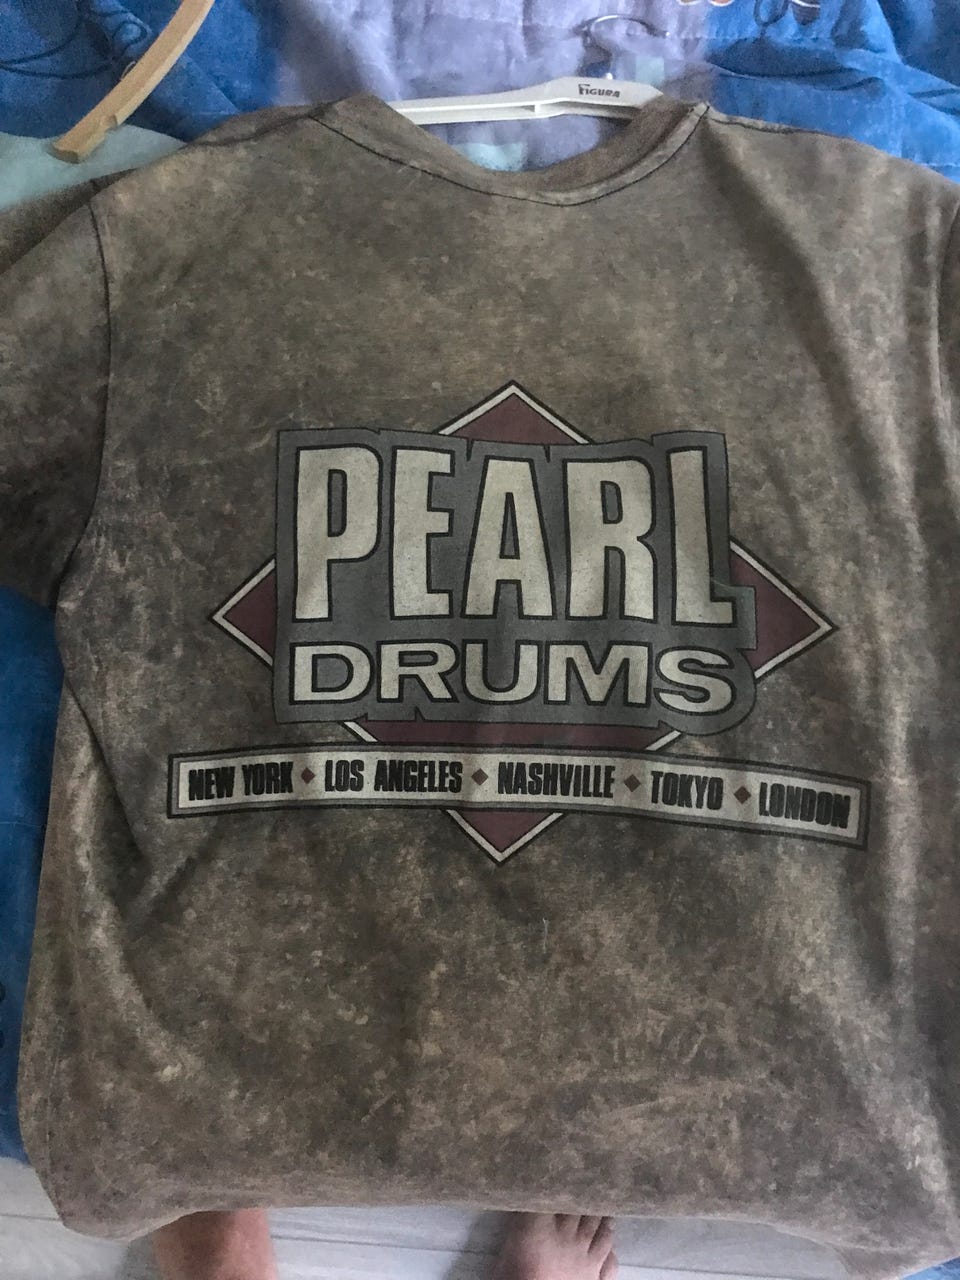 FIGURA
PEARL
DRUMS
NEW YORK ♦ LOS ANGELES ♦ NASHVILLE ♦ TOKYO ♦ LONDON